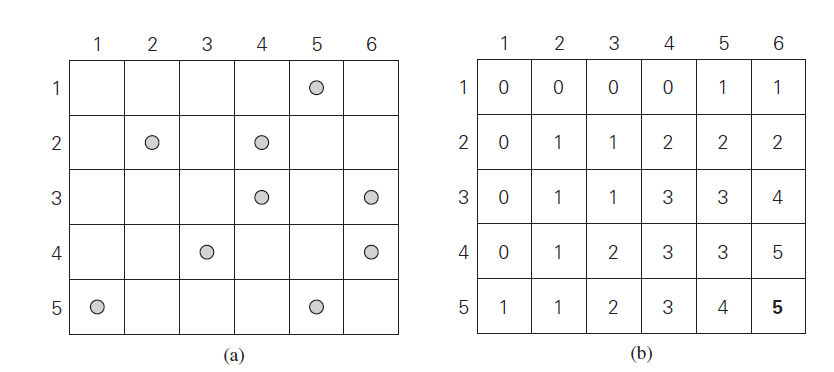 1 2 3 4 5 6
1
2
3
4
5
(a)
1 2 3 4 5 6
1 0 0 0 0 1 1
2 0 1 1 2 2 2
3 0 1 1 3 3 4
4 0 1 2 3 3 5
5 1 1 2 3 4 5
(b)